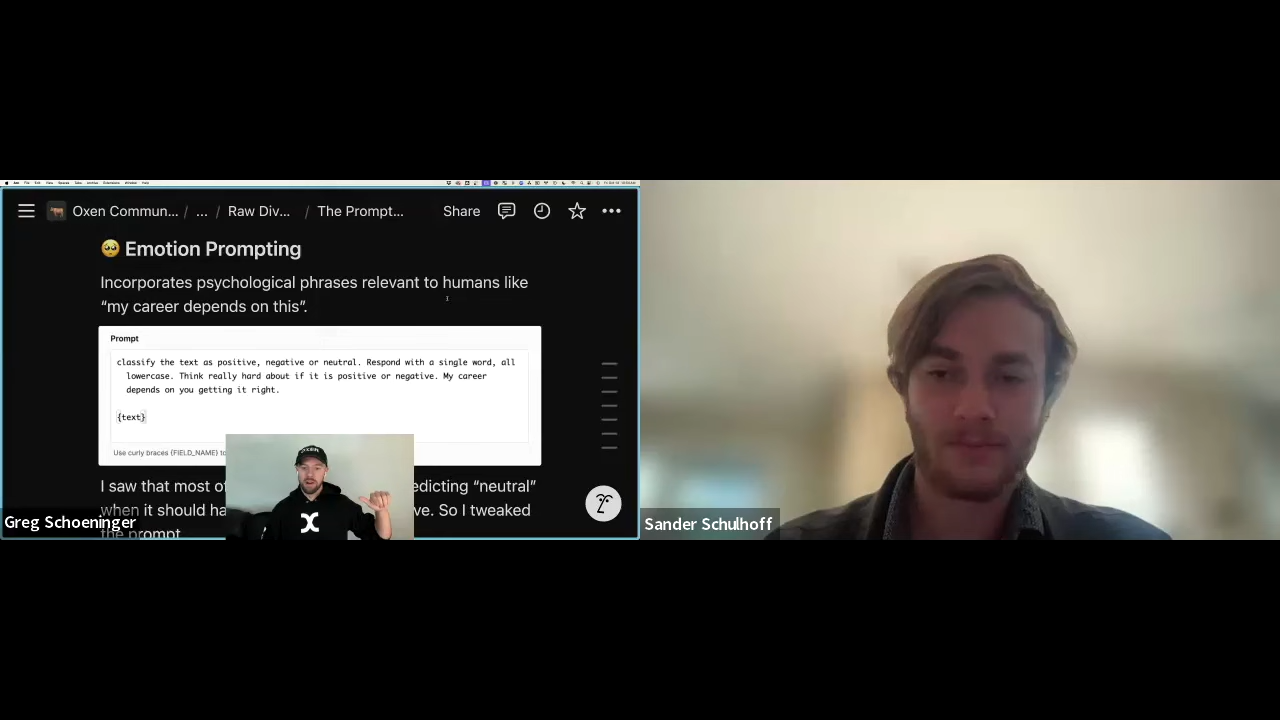 Oxen Commun... / ... / Raw Div... / The Prompt... Share
🥺 Emotion Prompting
Incorporates psychological phrases relevant to humans like
“my career depends on this”.
Prompt
classify the text as positive, negative or neutral. Respond with a single word, all
lowercase. Think really hard about if it is positive or negative. My career
depends on you getting it right.
{text}
Use curly braces {FIELD_NAME} to
I saw that most of edicting “neutral”
when it should ha ve. So I tweaked
the prompt
Greg Schoeninger
OXEN
Sander Schulhoff